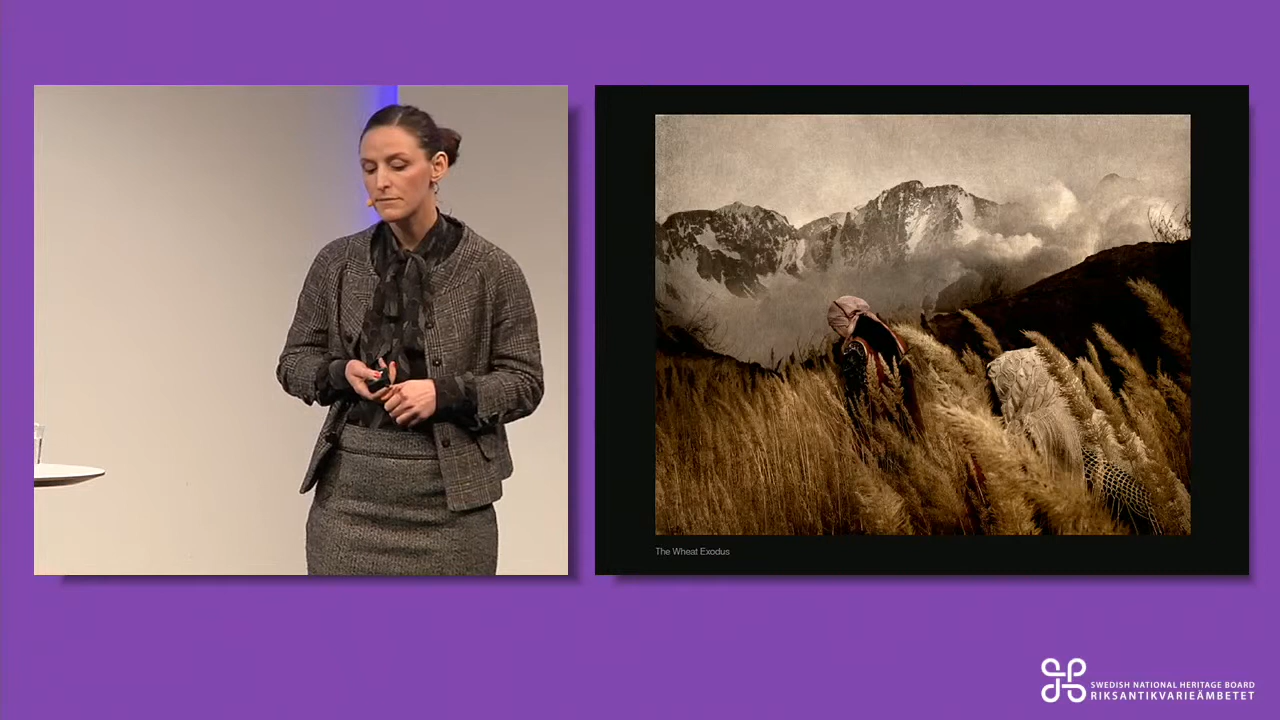 The Wheat Exodus
SWEDISH NATIONAL HERITAGE BOARD
RIKSANTIKVARIEÄMBETET